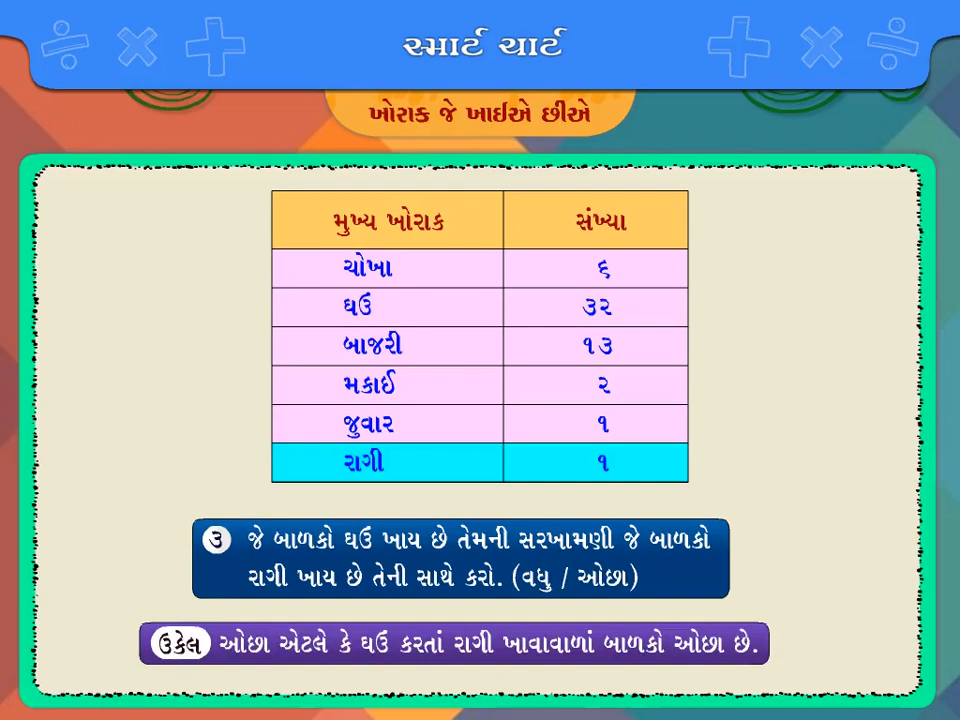 સ્માર્ટ ચાર્ટ
ખોરાક જે ખાઇએ છીએ
મુખ્ય ખોરાક સંખ્યા
ચોખા ૬
ઘઉં ૩૨
બાજરી ૧૩
મકાઈ ૨
જુવાર ૧
રાગી ૧
૩ જે બાળકો ઘઉં ખાય છે તેમની સરખામણી જે બાળકો
રાગી ખાય છે તેની સાથે કરો. (વધુ / ઓછા)
ઉકેલ ઓછા એટલે કે ઘઉં કરતાં રાગી ખાવાવાળાં બાળકો ઓછા છે.